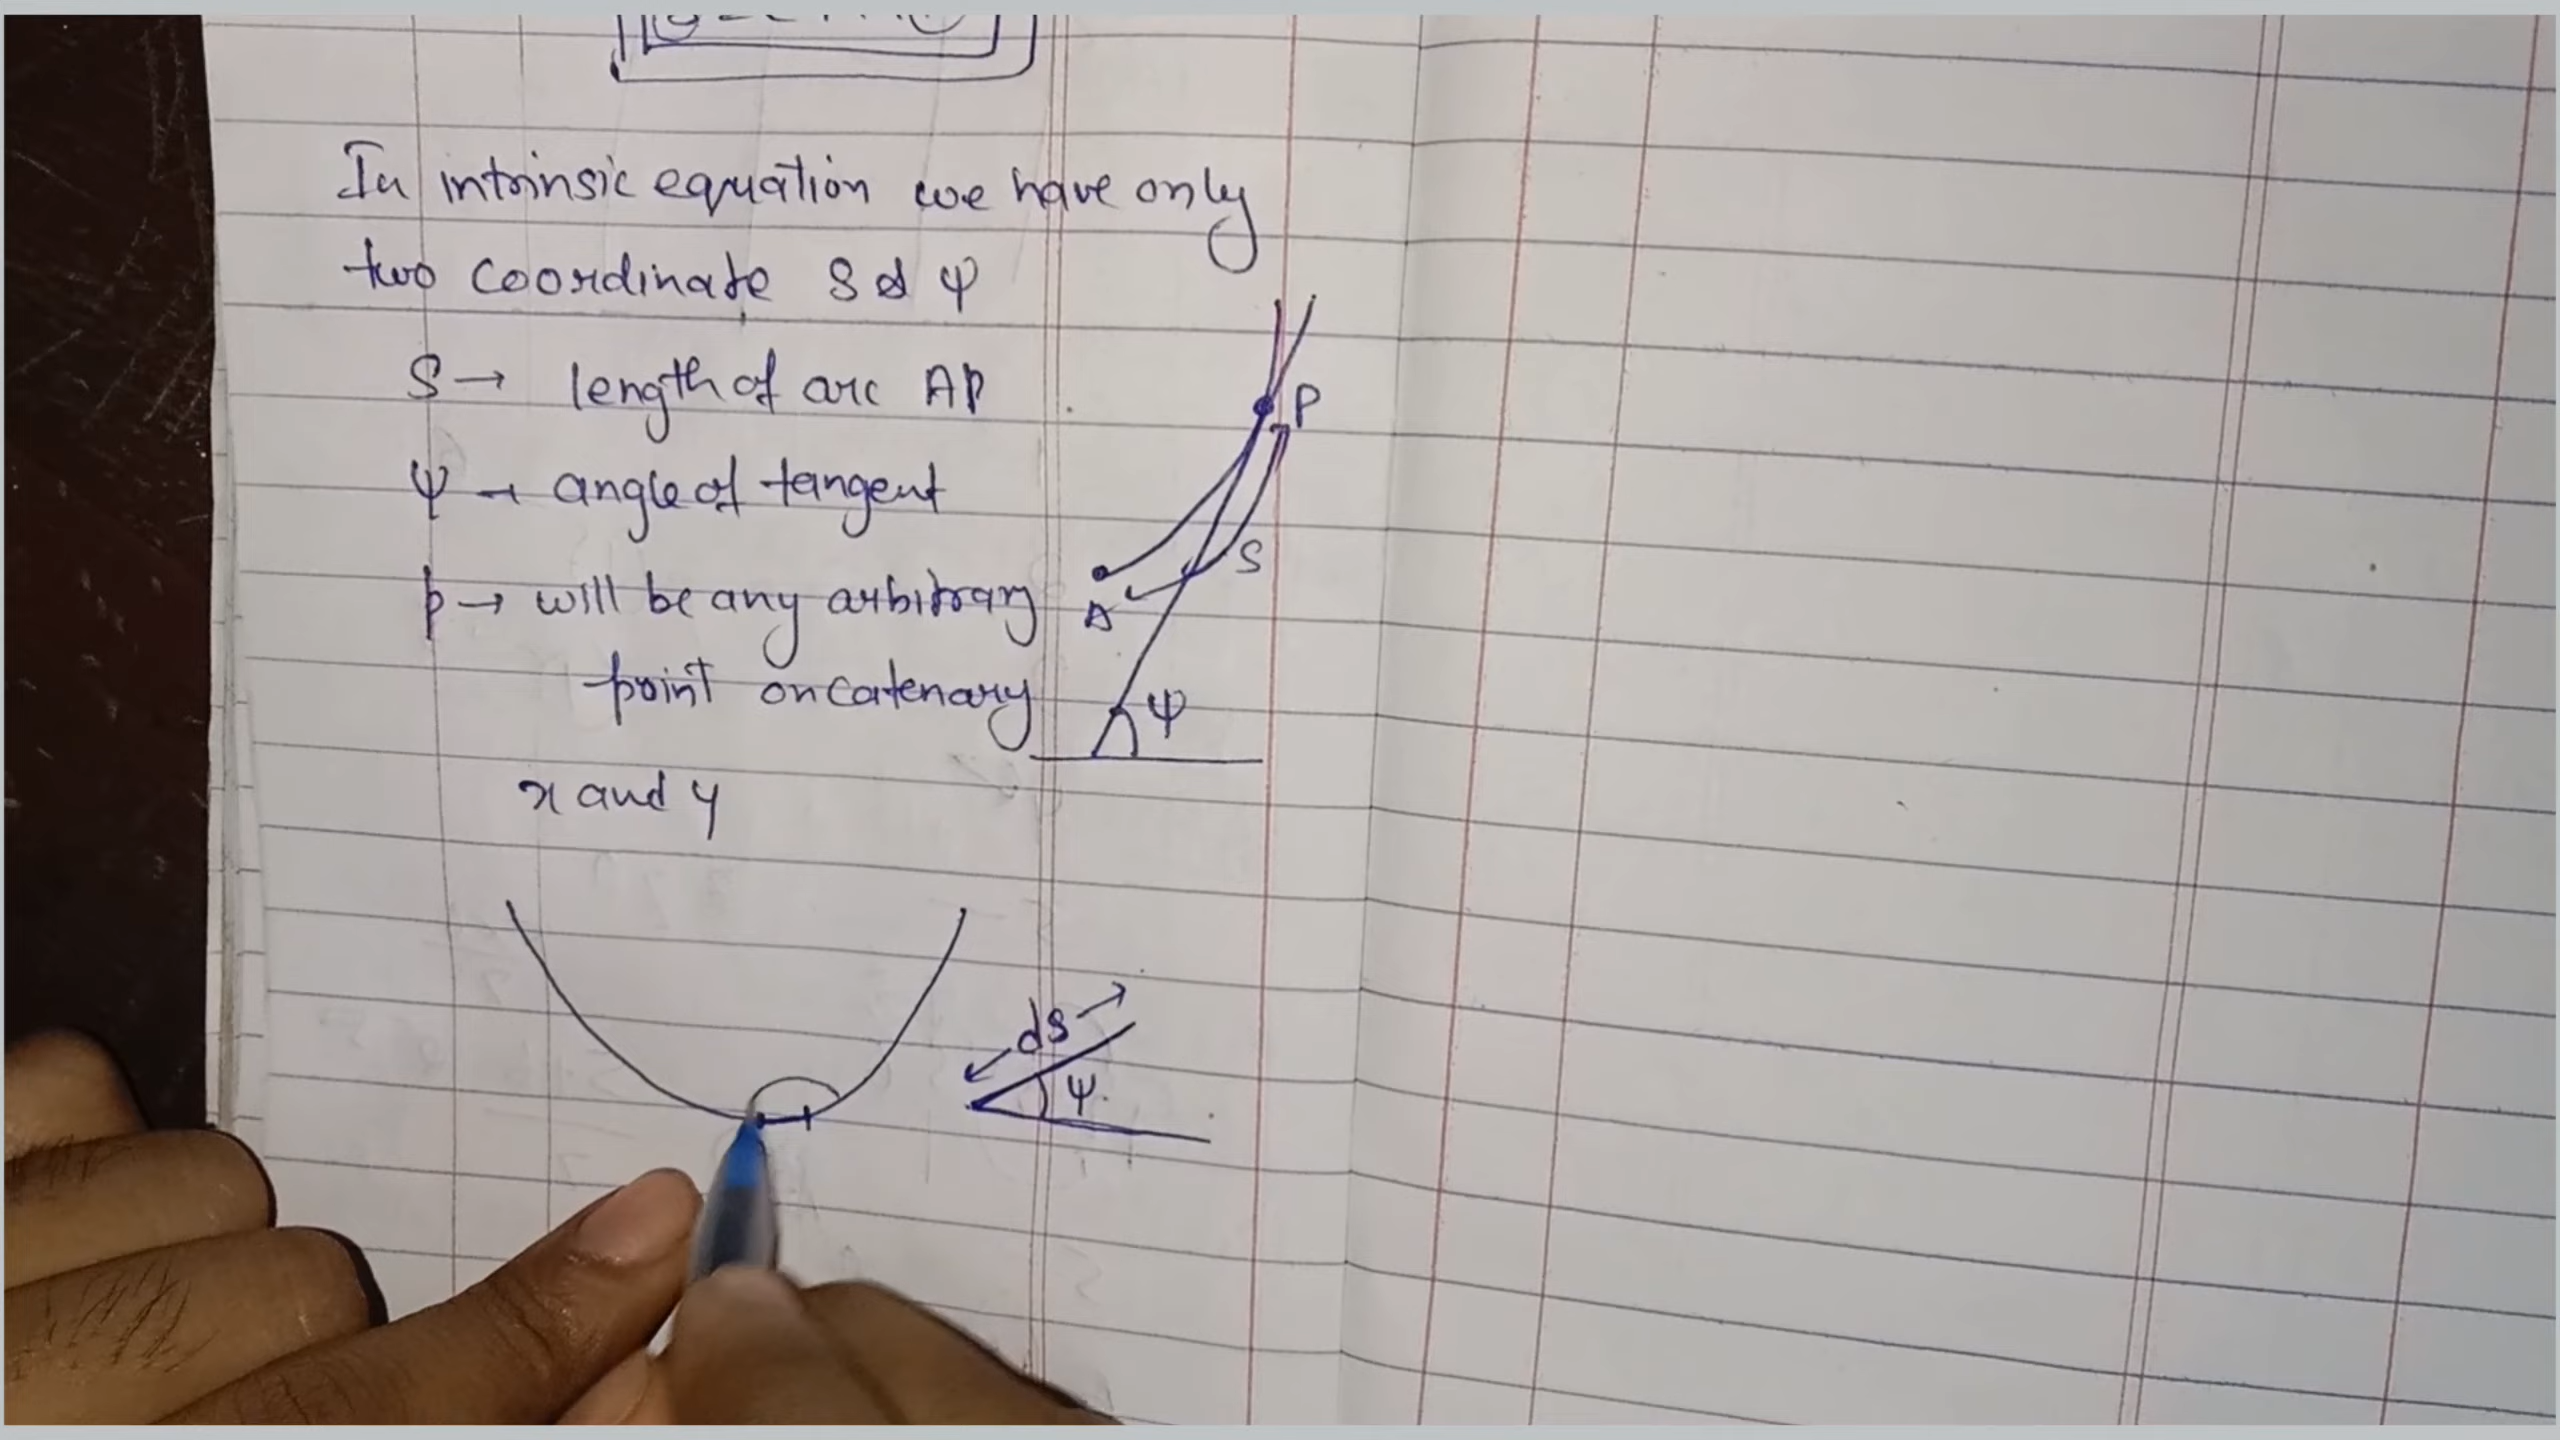 In intrinsic equation we have only
two coordinate S & ψ
S → length of arc AP
ψ → angle of tangent
p → will be any arbitrary
point on catenary
P
S
A
ψ
x and y
ds
ψ